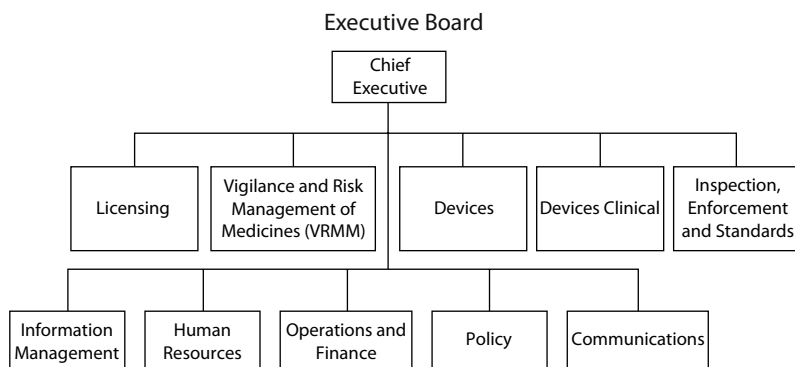 Executive Board
Chief
Executive
Licensing
Vigilance and Risk
Management of
Medicines (VRMM)
Devices
Devices Clinical
Inspection,
Enforcement
and Standards
Information
Management
Human
Resources
Operations and
Finance
Policy
Communications